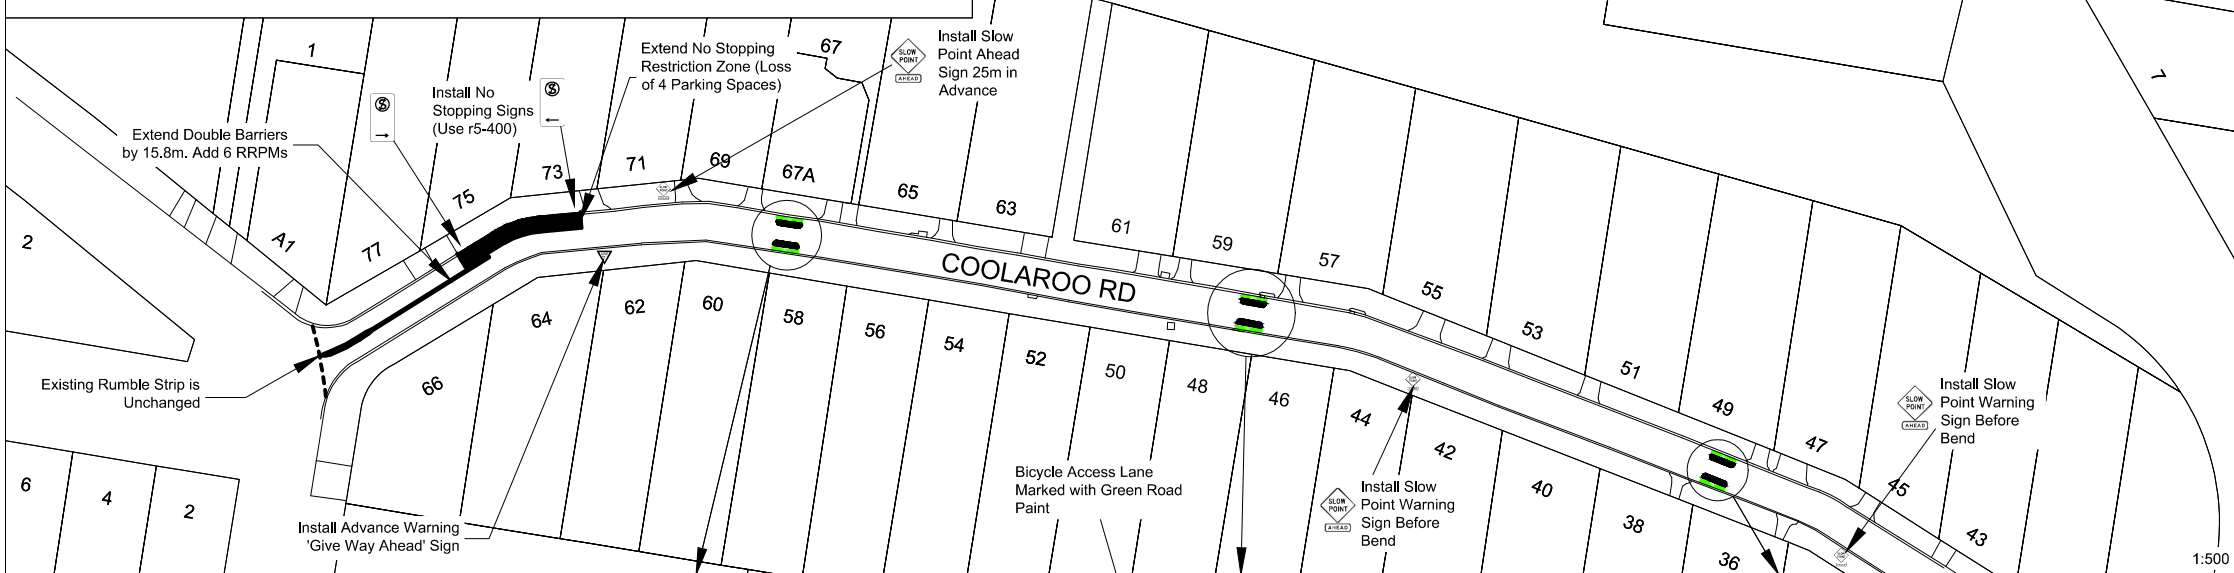 1
67
7
SLOW
POINT
AHEAD
Install Slow
Point Ahead
Sign 25m in
Advance
Extend No Stopping
Restriction Zone (Loss
of 4 Parking Spaces)
Install No
Stopping Signs
(Use r5-400)
S
S
Extend Double Barriers
by 15.8m. Add 6 RRPMs
A1
77
75
73
71
69
67A
65
63
61
59
57
55
53
51
49
47
45
43
COOLAROO RD
2
66
64
62
60
58
56
54
52
50
48
46
44
42
40
38
36
Existing Rumble Strip is
Unchanged
6
4
2
Install Advance Warning
'Give Way Ahead' Sign
Bicycle Access Lane
Marked with Green Road
Paint
SLOW
POINT
AHEAD
Install Slow
Point Warning
Sign Before
Bend
SLOW
POINT
AHEAD
Install Slow
Point Warning
Sign Before
Bend
1:500